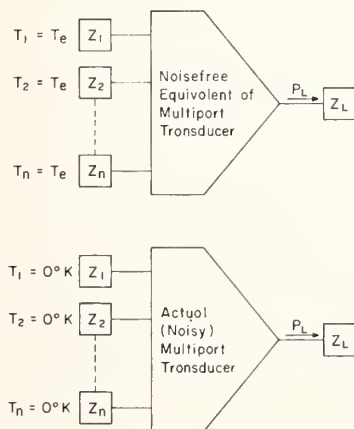 T1 = Te Z1
T2 = Te Z2
Noisefree
Equivolent of
Multiport
Tronsducer
PL
ZL
Tn = Te Zn
T1 = 0° K Z1
T2 = 0° K Z2
Actuol
(Noisy)
Multiport
Tronsducer
PL
ZL
Tn = 0° K Zn